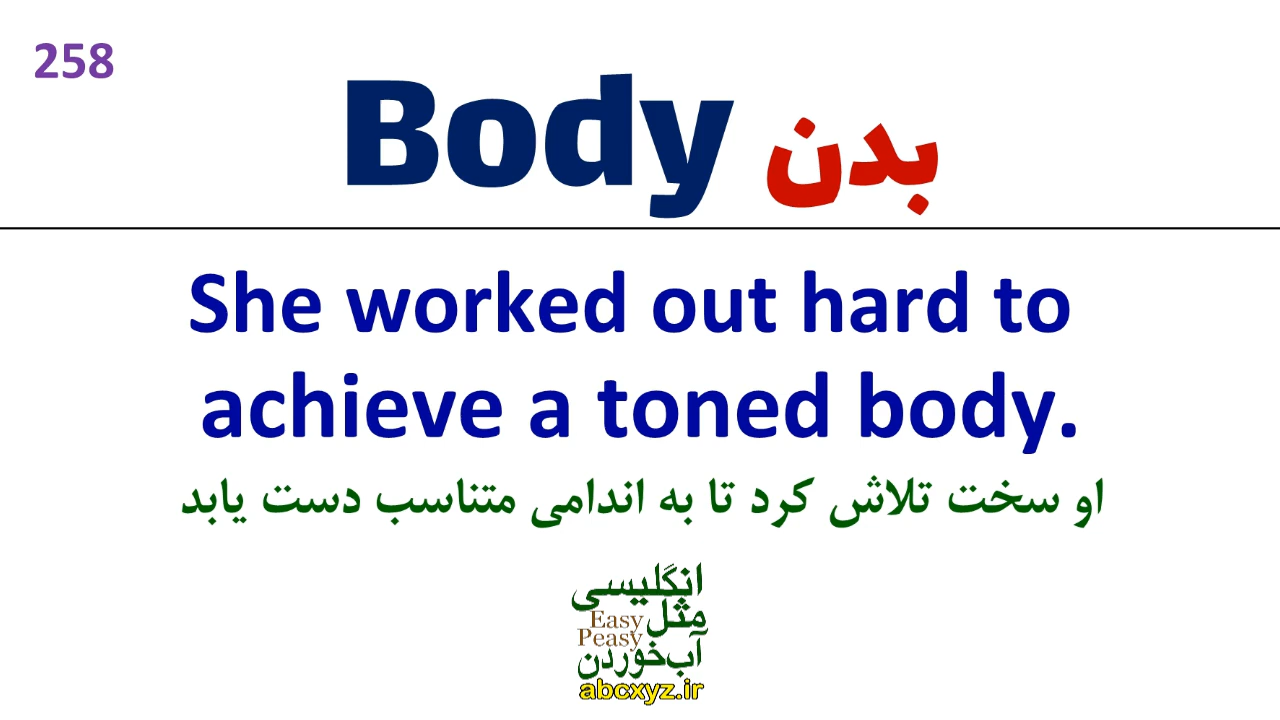 258
Body بدن
She worked out hard to
achieve a toned body.
او سخت تلاش کرد تا به اندامی متناسب دست یابد
انگلیسی
مثل
Easy
Peasy
آب‌خوردن
abcxyz.ir